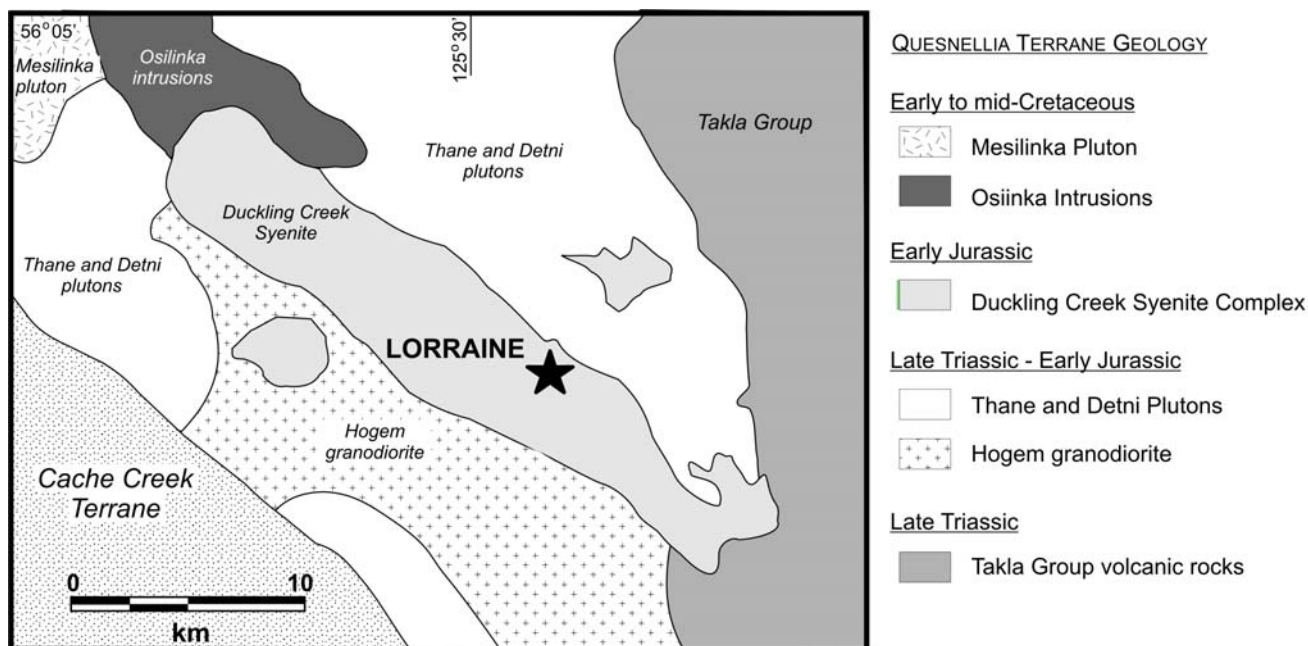 56°05'
Mesilinka
pluton
Osilinka
intrusions
125°30'
Takla Group
Thane and Detni
plutons
Duckling Creek
Syenite
Thane and Detni
plutons
LORRAINE
Hogem
granodiorite
Cache Creek
Terrane
0 10
km
QUESNELLIA TERRANE GEOLOGY
Early to mid-Cretaceous
Mesilinka Pluton
Osiinka Intrusions
Early Jurassic
Duckling Creek Syenite Complex
Late Triassic - Early Jurassic
Thane and Detni Plutons
Hogem granodiorite
Late Triassic
Takla Group volcanic rocks